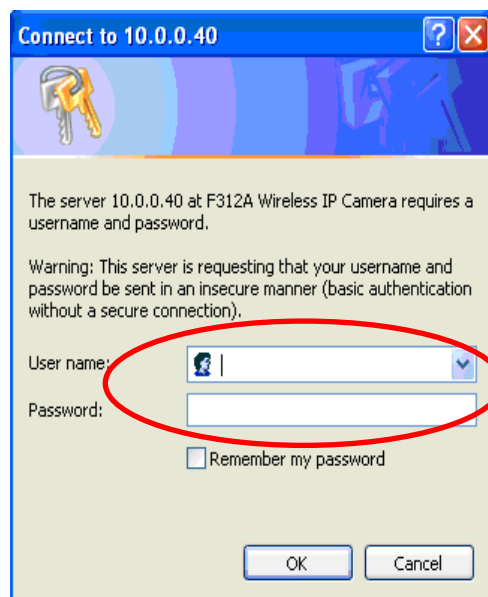 Connect to 10.0.0.40
The server 10.0.0.40 at F312A Wireless IP Camera requires a
username and password.
Warning: This server is requesting that your username and
password be sent in an insecure manner (basic authentication
without a secure connection).
User name:
Password:
Remember my password
OK
Cancel